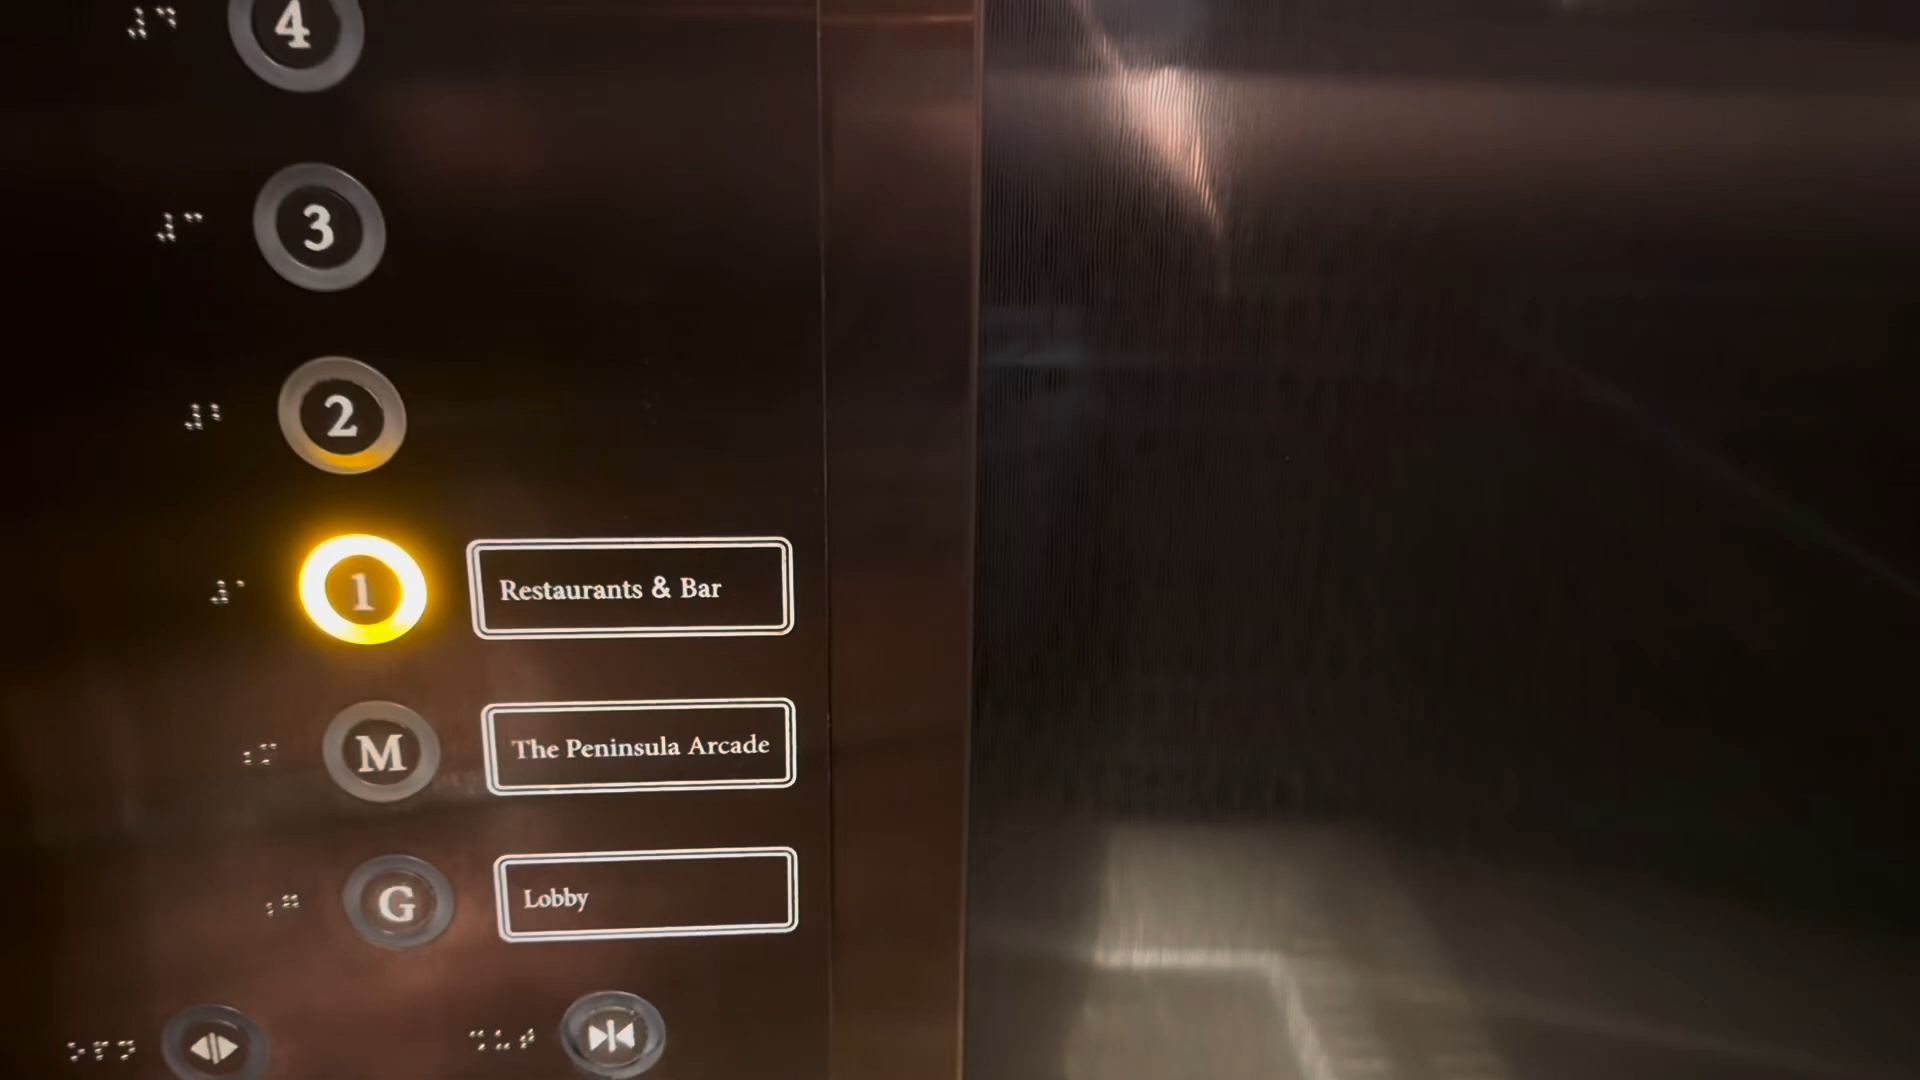 4
3
2
1 Restaurants & Bar
M The Peninsula Arcade
G Lobby